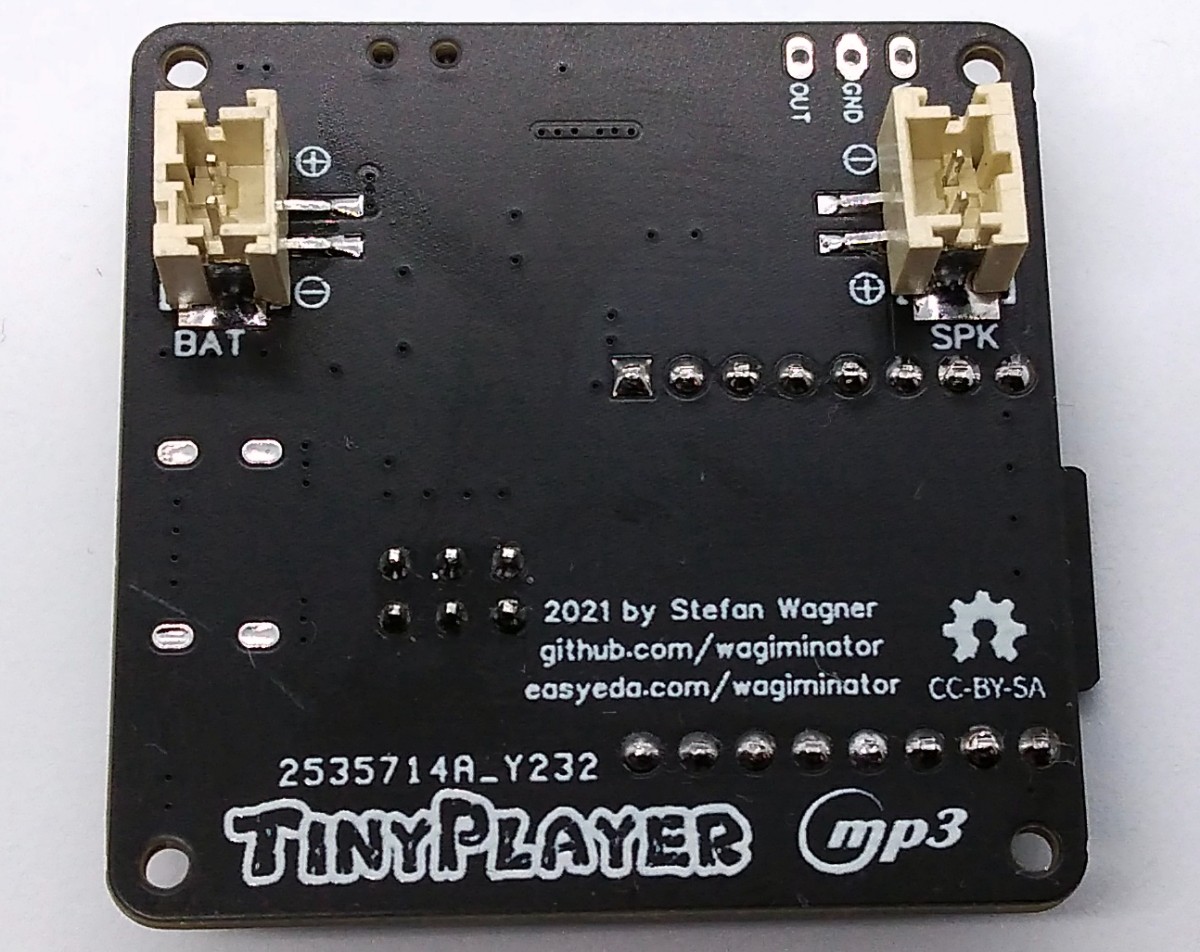 OUT
GND
⊕
⊖
⊖
⊕
BAT
SPK
2021 by Stefan Wagner
github.com/wagiminator
easyeda.com/wagiminator
CC-BY-SA
2535714A_Y232
TINYPLAYER
mp3